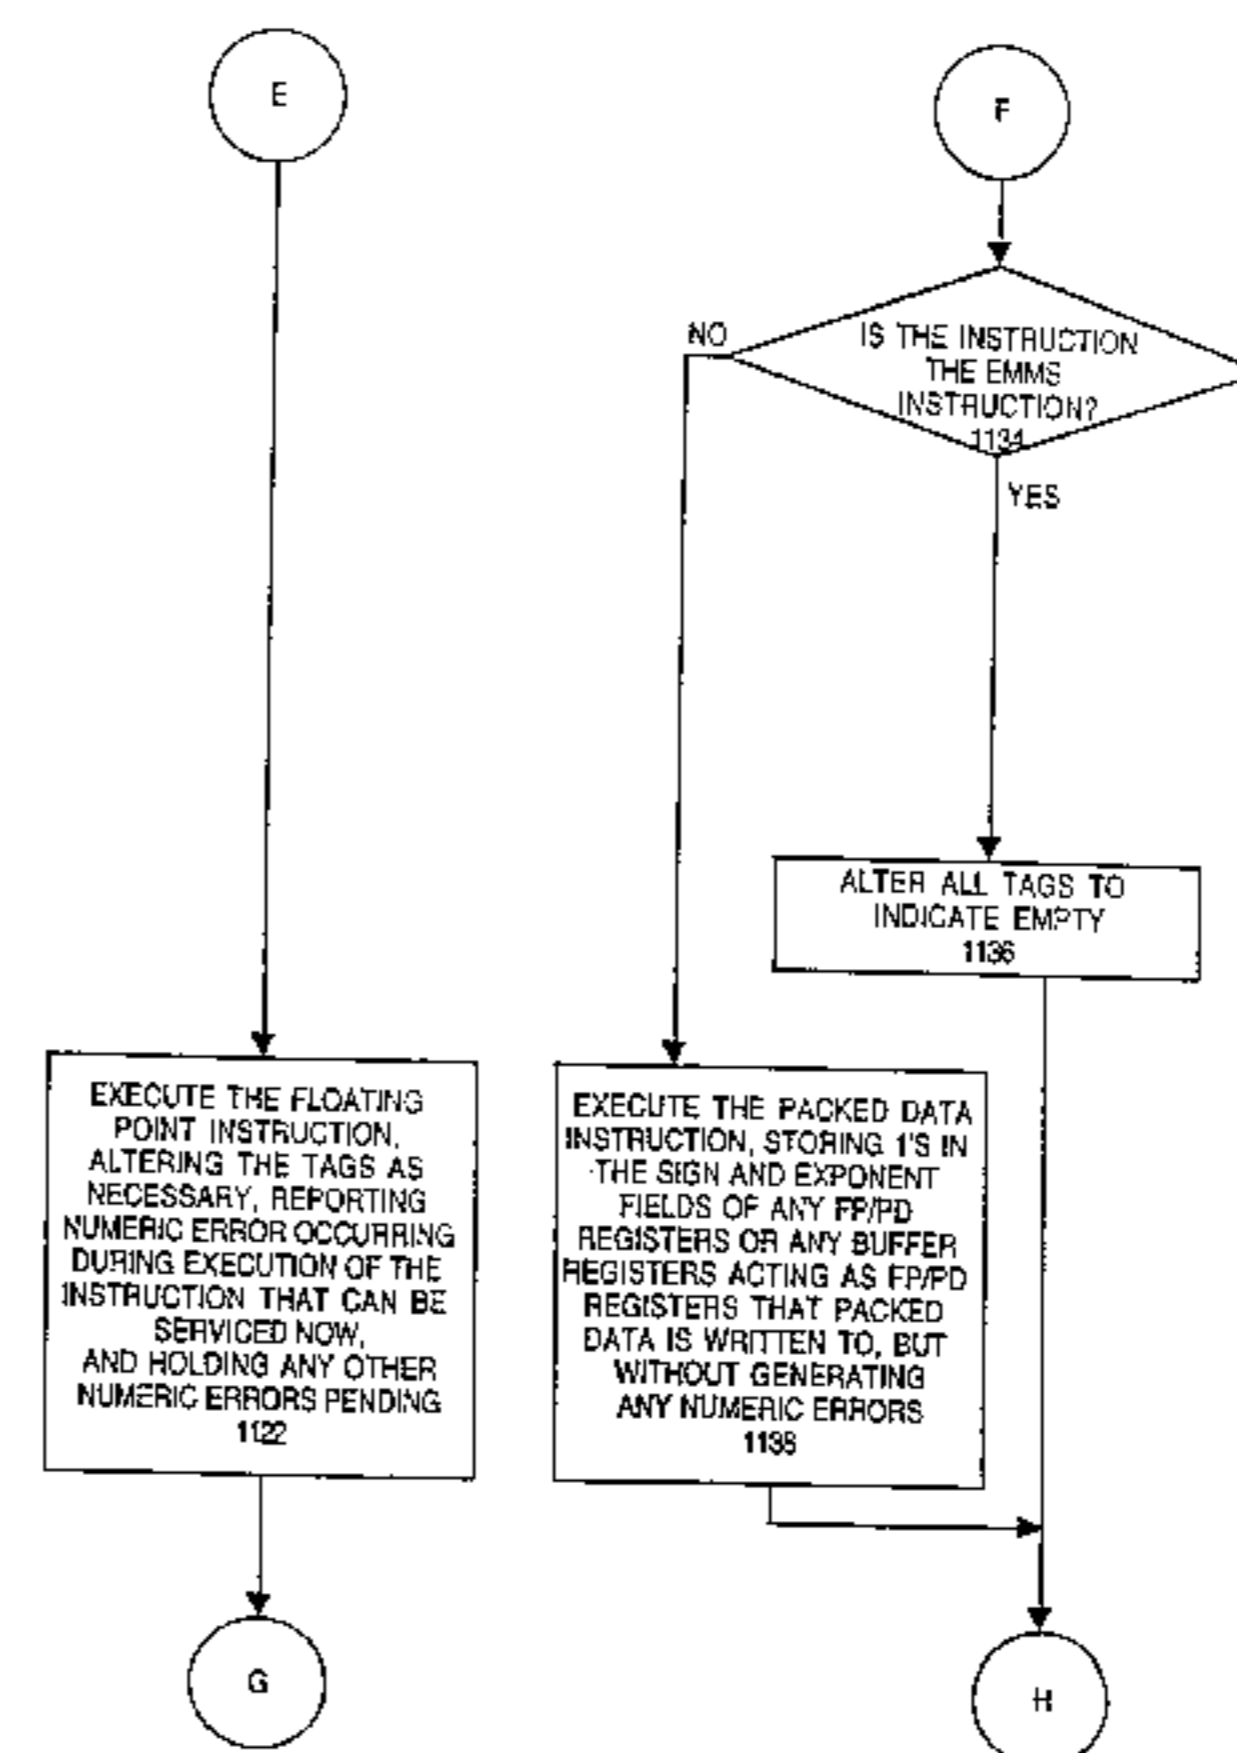 E
EXECUTE THE FLOATING
POINT INSTRUCTION,
ALTERING THE TAGS AS
NECESSARY, REPORTING
NUMERIC ERROR OCCURRING
DURING EXECUTION OF THE
INSTRUCTION THAT CAN BE
SERVICED NOW,
AND HOLDING ANY OTHER
NUMERIC ERRORS PENDING
1122
G
F
IS THE INSTRUCTION
THE EMMS
INSTRUCTION?
1134
NO
YES
ALTER ALL TAGS TO
INDICATE EMPTY
1136
EXECUTE THE PACKED DATA
INSTRUCTION, STORING 1'S IN
THE SIGN AND EXPONENT
FIELDS OF ANY FP/PD
REGISTERS OR ANY BUFFER
REGISTERS ACTING AS FP/PD
REGISTERS THAT PACKED
DATA IS WRITTEN TO, BUT
WITHOUT GENERATING
ANY NUMERIC ERRORS
1138
H